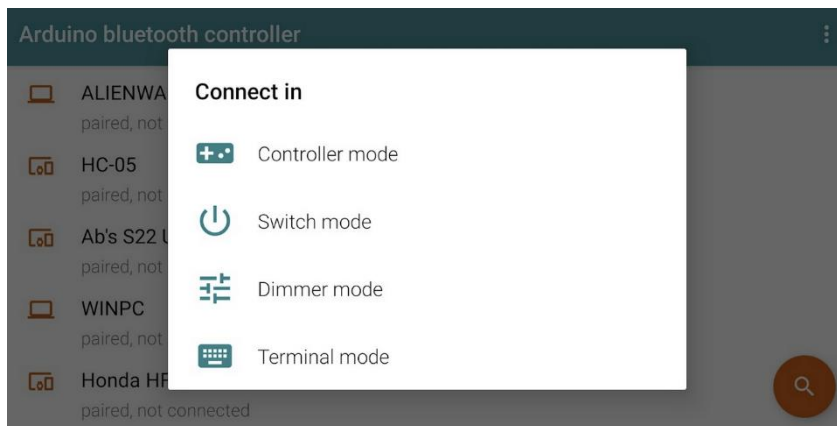 Arduino bluetooth controller
Connect in
ALIENWA
paired, not
Controller mode
HC-05
paired, not
Switch mode
Ab's S22 U
paired, not
Dimmer mode
WINPC
paired, not
Terminal mode
Honda HF
paired, not connected